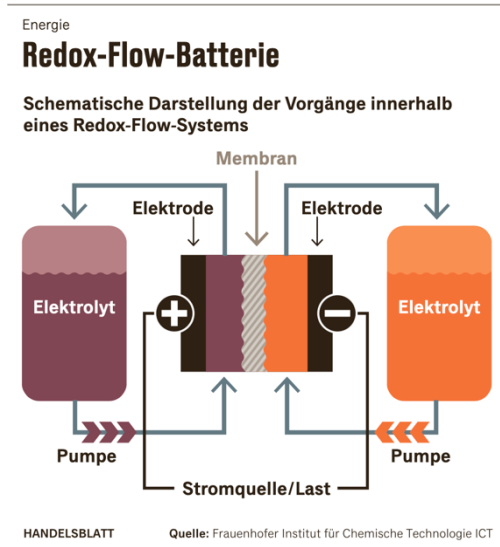 Energie
Redox-Flow-Batterie
Schematische Darstellung der Vorgänge innerhalb
eines Redox-Flow-Systems
Membran
Elektrode
Elektrode
Elektrolyt
+
−
Elektrolyt
Pumpe
Pumpe
Stromquelle/Last
HANDELSBLATT
Quelle: Frauenhofer Institut für Chemische Technologie ICT